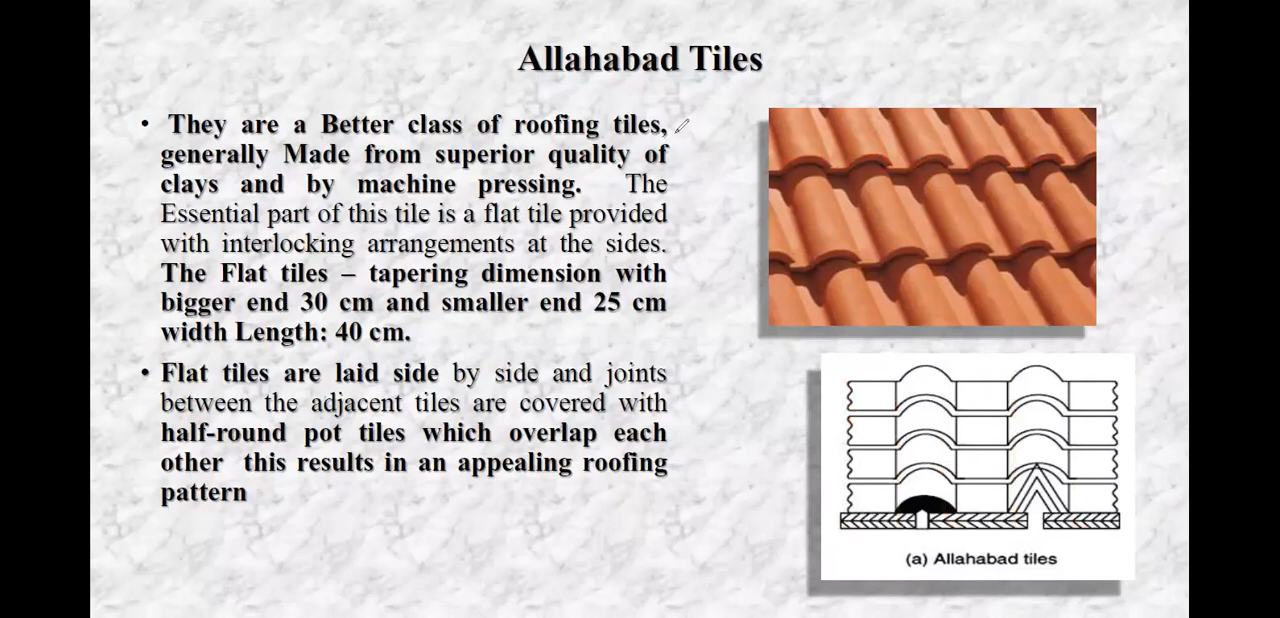 Allahabad Tiles
• They are a Better class of roofing tiles,
generally Made from superior quality of
clays and by machine pressing. The
Essential part of this tile is a flat tile provided
with interlocking arrangements at the sides.
The Flat tiles – tapering dimension with
bigger end 30 cm and smaller end 25 cm
width Length: 40 cm.
• Flat tiles are laid side by side and joints
between the adjacent tiles are covered with
half-round pot tiles which overlap each
other this results in an appealing roofing
pattern
(a) Allahabad tiles